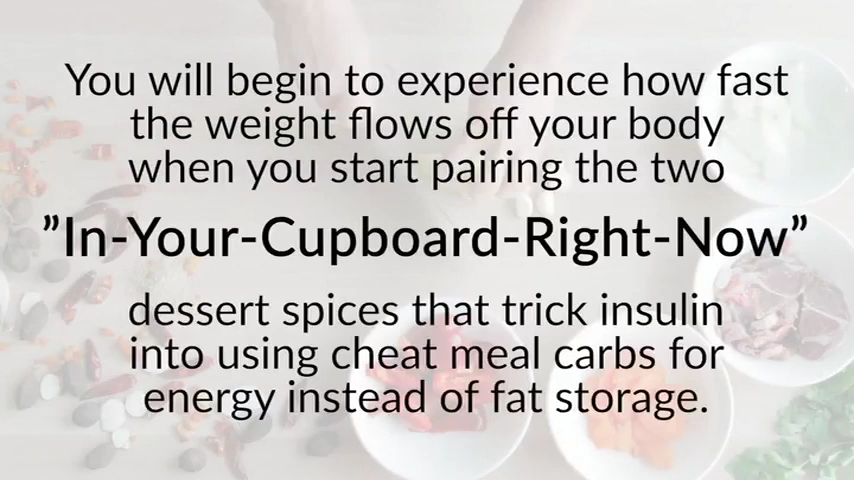 You will begin to experience how fast
the weight flows off your body
when you start pairing the two
”In-Your-Cupboard-Right-Now”
dessert spices that trick insulin
into using cheat meal carbs for
energy instead of fat storage.